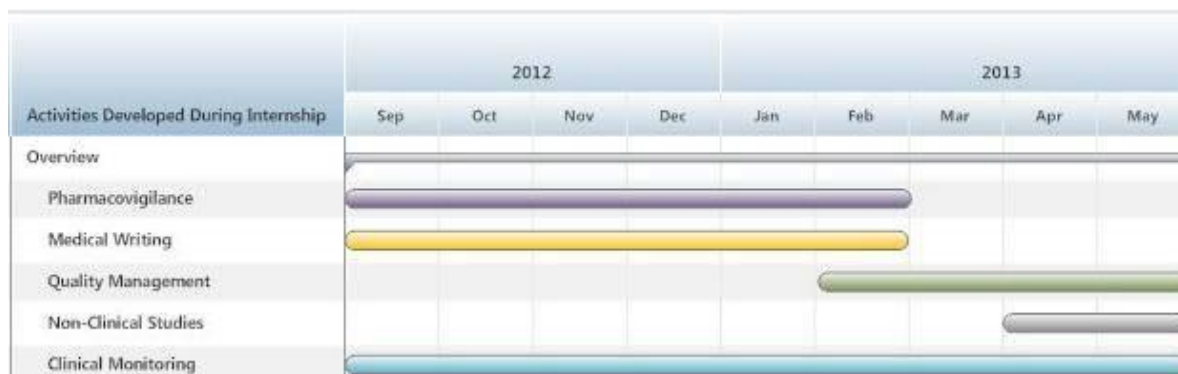 2012 2013
Activities Developed During Internship Sep Oct Nov Dec Jan Feb Mar Apr May
Overview
Pharmacovigilance
Medical Writing
Quality Management
Non-Clinical Studies
Clinical Monitoring